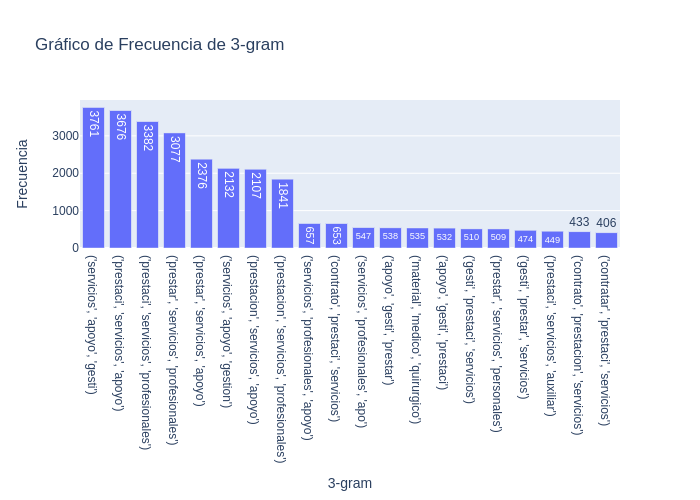 Gráfico de Frecuencia de 3-gram
Frecuencia
3000
2000
1000
0
3761
3676
3382
3077
2376
2132
2107
1841
657
653
547
538
535
532
510
509
474
449
433
406
('servicios', 'apoyo', 'gesti')
('prestaci', 'servicios', 'apoyo')
('prestaci', 'servicios', 'profesionales')
('prestar', 'servicios', 'profesionales')
('prestar', 'servicios', 'apoyo')
('servicios', 'apoyo', 'gestion')
('prestacion', 'servicios', 'apoyo')
('prestacion', 'servicios', 'profesionales')
('servicios', 'profesionales', 'apoyo')
('contrato', 'prestaci', 'servicios')
('servicios', 'profesionales', 'apo')
('apoyo', 'gesti', 'prestar')
('material', 'medico', 'quirurgico')
('apoyo', 'gesti', 'prestaci')
('gesti', 'prestaci', 'servicios')
('prestar', 'servicios', 'personales')
('gesti', 'prestar', 'servicios')
('prestaci', 'servicios', 'auxiliar')
('contrato', 'prestacion', 'servicios')
('contratar', 'prestaci', 'servicios')
3-gram